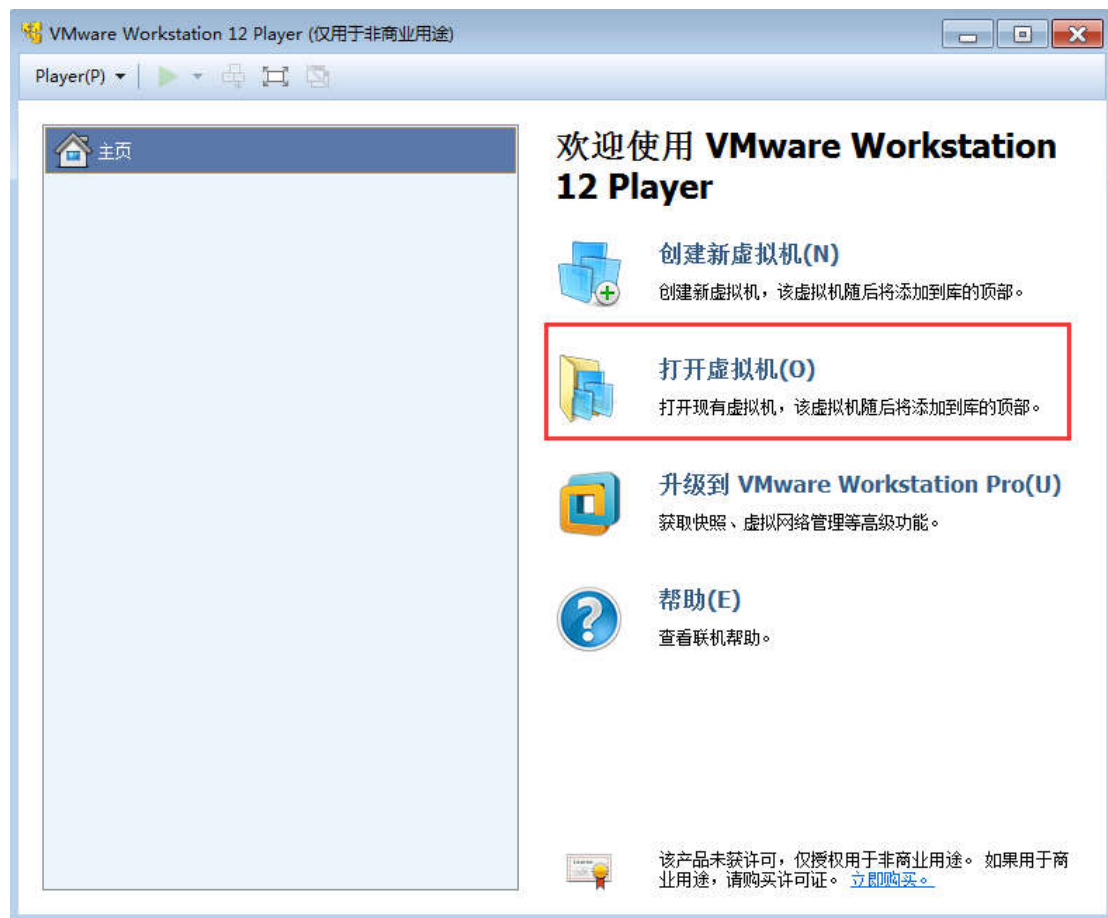 VMware Workstation 12 Player (仅用于非商业用途)
Player(P)
主页
欢迎使用 VMware Workstation
12 Player
创建新虚拟机(N)
创建新虚拟机，该虚拟机随后将添加到库的顶部。
打开虚拟机(O)
打开现有虚拟机，该虚拟机随后将添加到库的顶部。
升级到 VMware Workstation Pro(U)
获取快照、虚拟网络管理等高级功能。
帮助(E)
查看联机帮助。
该产品未获许可，仅授权用于非商业用途。 如果用于商
业用途，请购买许可证。 立即购买。